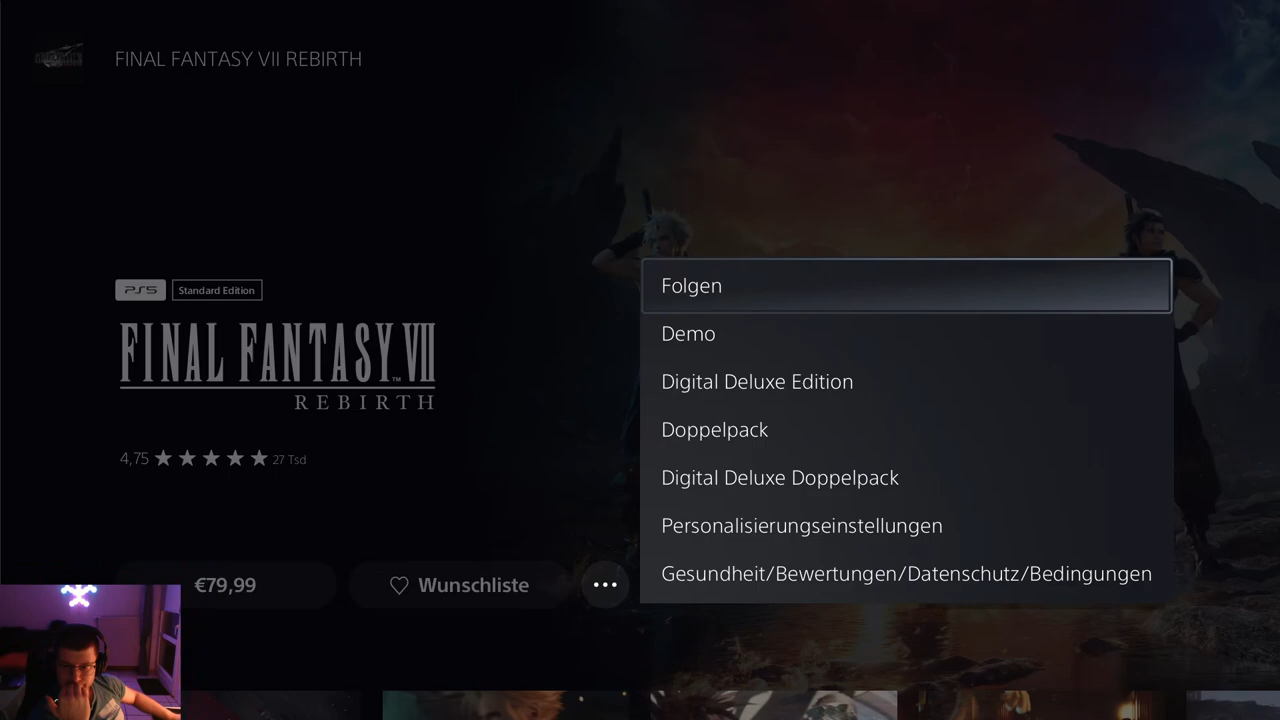 FINAL FANTASY VII REBIRTH
PS5 Standard Edition
FINAL FANTASY VII™
REBIRTH
4,75 27 Tsd
€79,99 Wunschliste
Folgen
Demo
Digital Deluxe Edition
Doppelpack
Digital Deluxe Doppelpack
Personalisierungseinstellungen
Gesundheit/Bewertungen/Datenschutz/Bedingungen